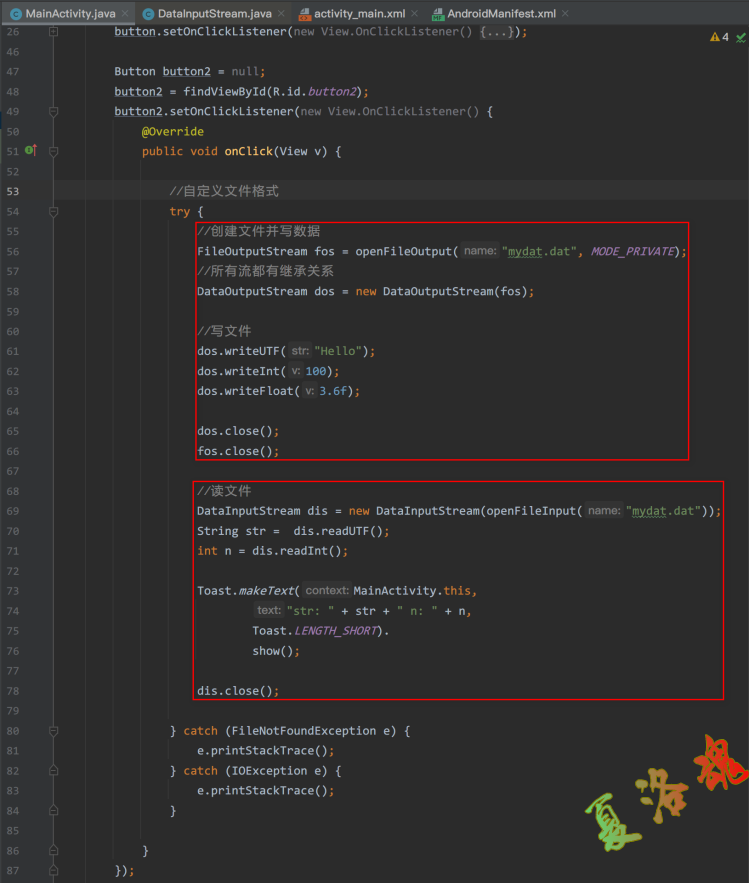 MainActivity.java × DataInputStream.java × activity_main.xml × AndroidManifest.xml ×
26 button.setOnClickListener(new View.OnClickListener() {...}); 4
46
47 Button button2 = null;
48 button2 = findViewById(R.id.button2);
49 button2.setOnClickListener(new View.OnClickListener() {
50 @Override
51 public void onClick(View v) {
52
53 //自定义文件格式
54 try {
55 //创建文件并写数据
56 FileOutputStream fos = openFileOutput( name: "mydat.dat", MODE_PRIVATE);
57 //所有流都有继承关系
58 DataOutputStream dos = new DataOutputStream(fos);
59
60 //写文件
61 dos.writeUTF( str: "Hello");
62 dos.writeInt( v: 100);
63 dos.writeFloat( v: 3.6f);
64
65 dos.close();
66 fos.close();
67
68 //读文件
69 DataInputStream dis = new DataInputStream(openFileInput( name: "mydat.dat"));
70 String str =  dis.readUTF();
71 int n = dis.readInt();
72
73 Toast.makeText( context: MainActivity.this,
74 text: "str: " + str + " n: " + n,
75 Toast.LENGTH_SHORT).
76 show();
77
78 dis.close();
79
80 } catch (FileNotFoundException e) {
81 e.printStackTrace();
82 } catch (IOException e) {
83 e.printStackTrace();
84 }
85
86 }
87 });
夏洛魂